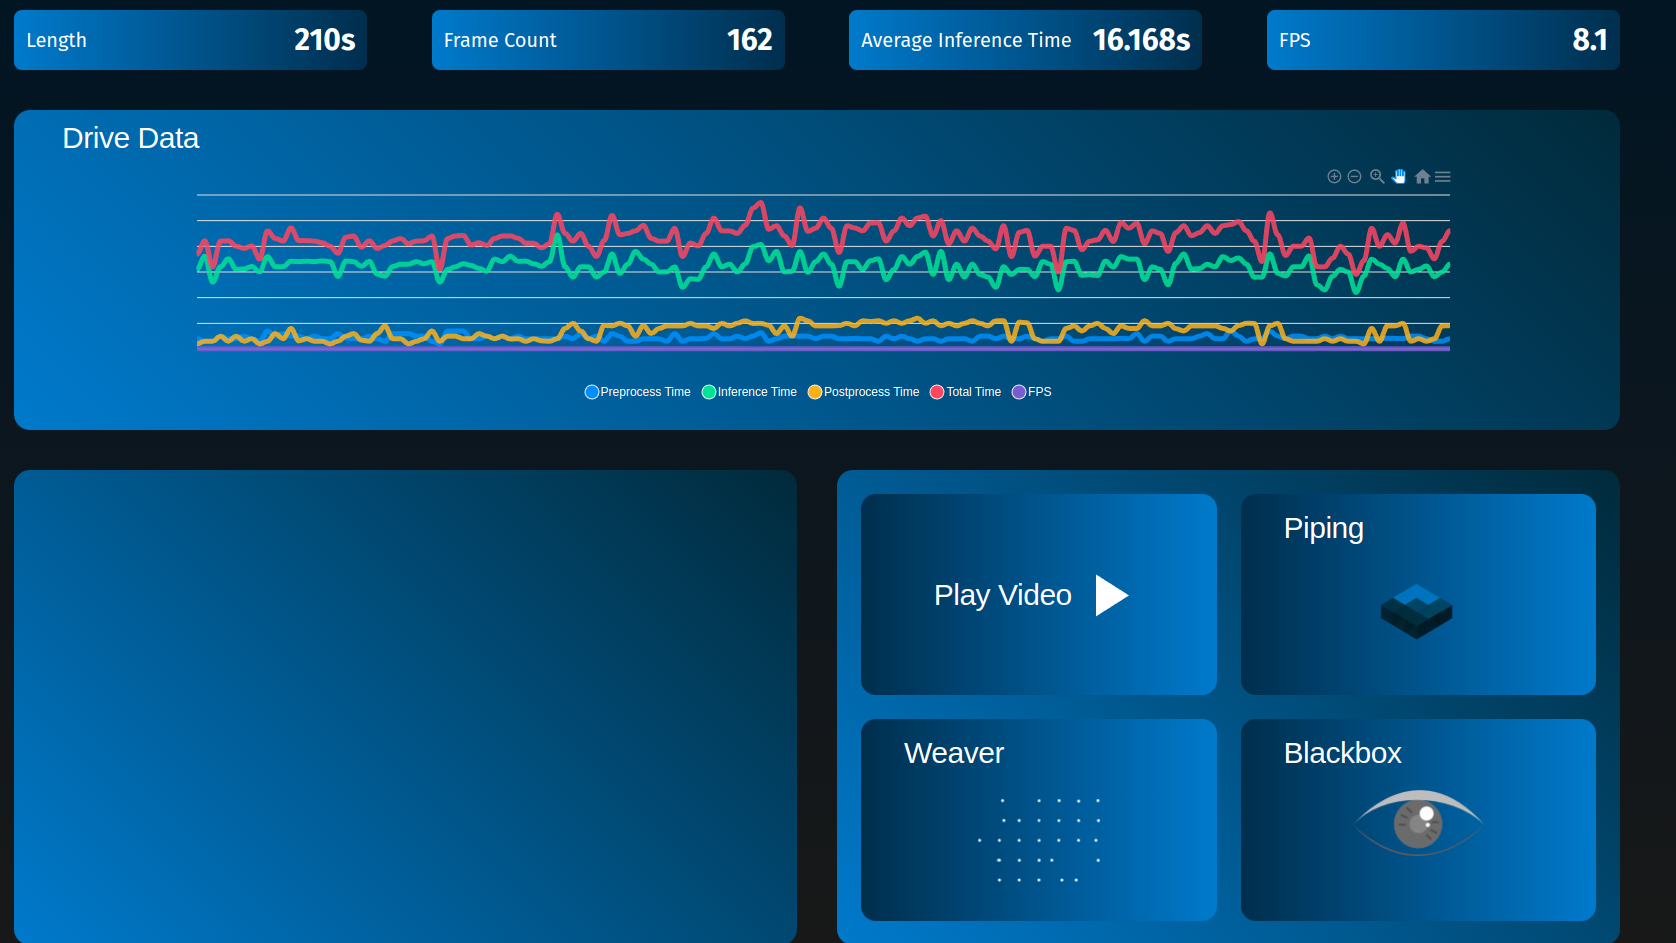 Length 210s Frame Count 162 Average Inference Time 16.168s FPS 8.1
Drive Data
Preprocess Time Inference Time Postprocess Time Total Time FPS
Play Video
Piping
Weaver
Blackbox